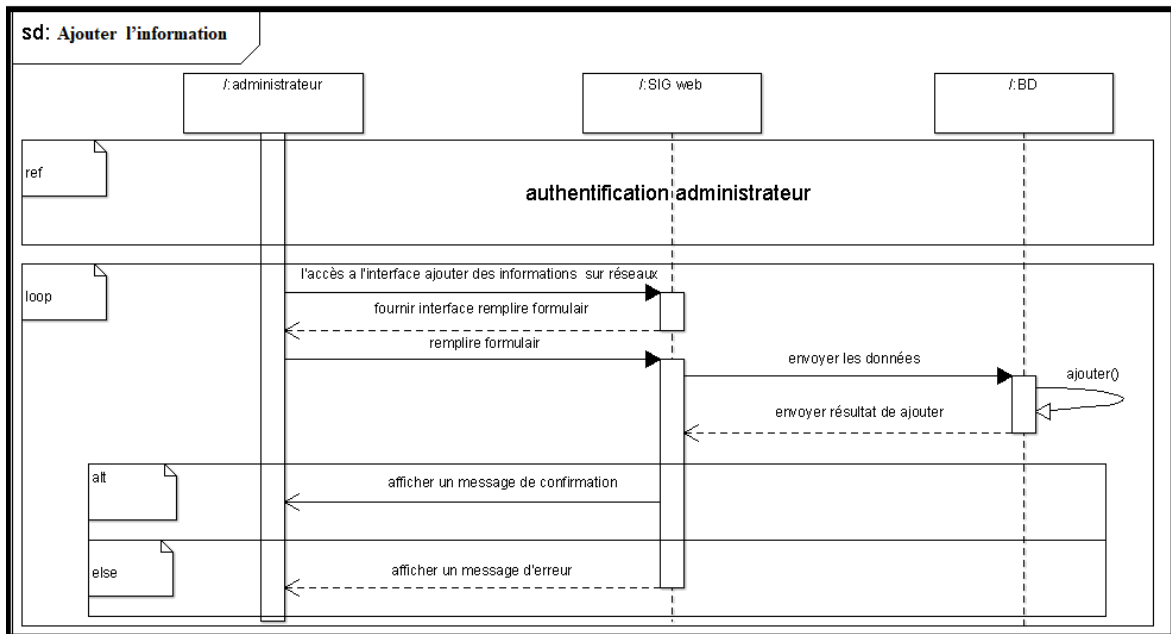 sd: Ajouter l'information
/:administrateur
/:SIG web
/:BD
ref
authentification administrateur
loop
l'accès a l'interface ajouter des informations sur réseaux
fournir interface remplire formulair
remplire formulair
envoyer les données
ajouter()
envoyer résultat de ajouter
alt
afficher un message de confirmation
else
afficher un message d'erreur